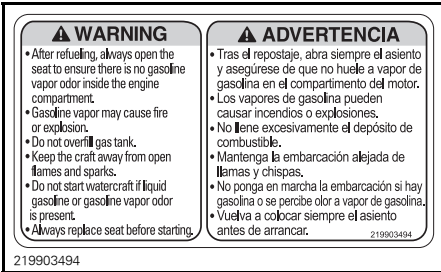 WARNING
• After refueling, always open the
seat to ensure there is no gasoline
vapor odor inside the engine
compartment.
• Gasoline vapor may cause fire
or explosion.
• Do not overfill gas tank.
• Keep the craft away from open
flames and sparks.
• Do not start watercraft if liquid
gasoline or gasoline vapor odor
is present.
• Always replace seat before starting.
ADVERTENCIA
• Tras el repostaje, abra siempre el asiento
y asegúrese de que no huele a vapor de
gasolina en el compartimento del motor.
• Los vapores de gasolina pueden
causar incendios o explosiones.
• No llene excesivamente el depósito de
combustible.
• Mantenga la embarcación alejada de
llamas y chispas.
• No ponga en marcha la embarcación si hay
gasolina o se percibe olor a vapor de gasolina.
• Vuelva a colocar siempre el asiento
antes de arrancar.
219903494
219903494